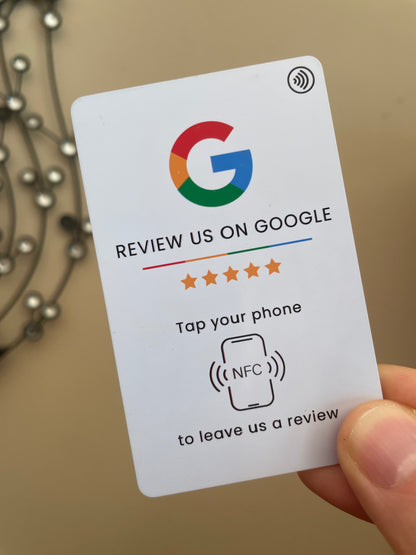 REVIEW US ON GOOGLE
Tap your phone
NFC
to leave us a review